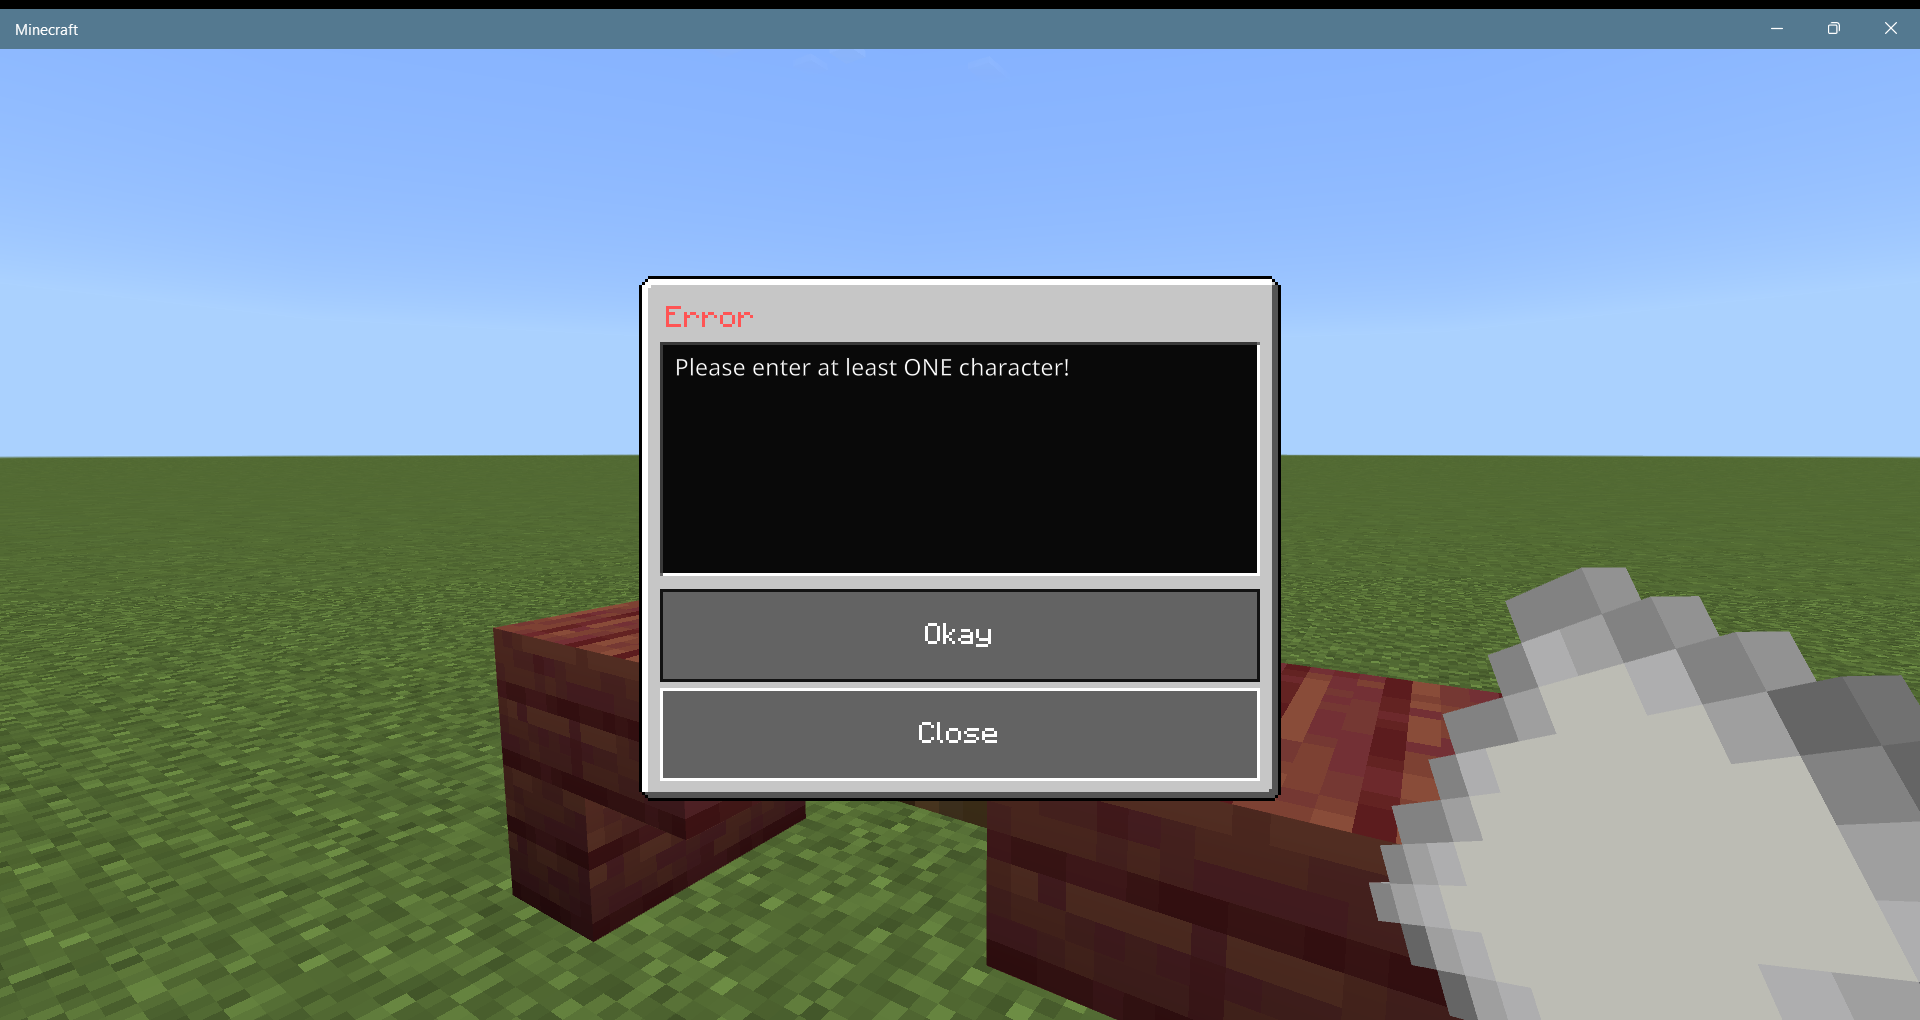 Minecraft
Error
Please enter at least ONE character!
Okay
Close